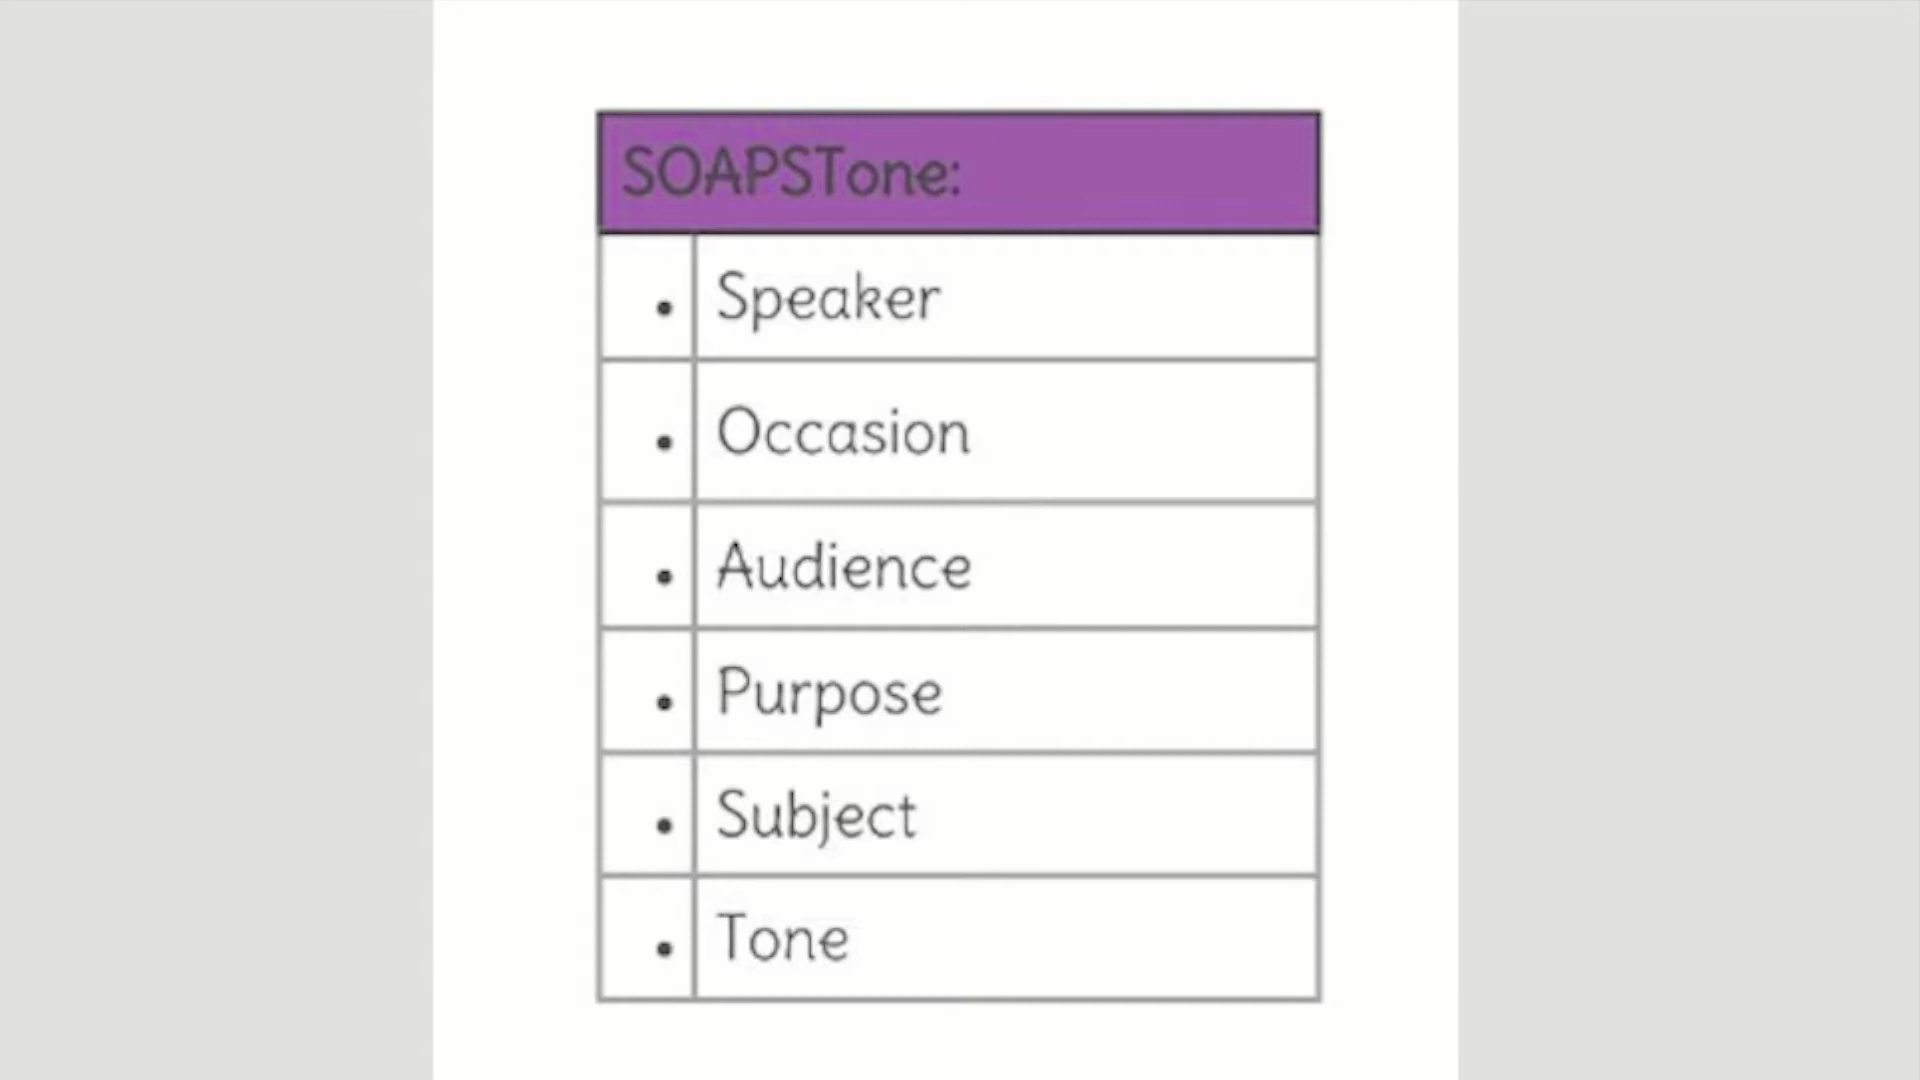 SOAPSTone:
• Speaker
• Occasion
• Audience
• Purpose
• Subject
• Tone